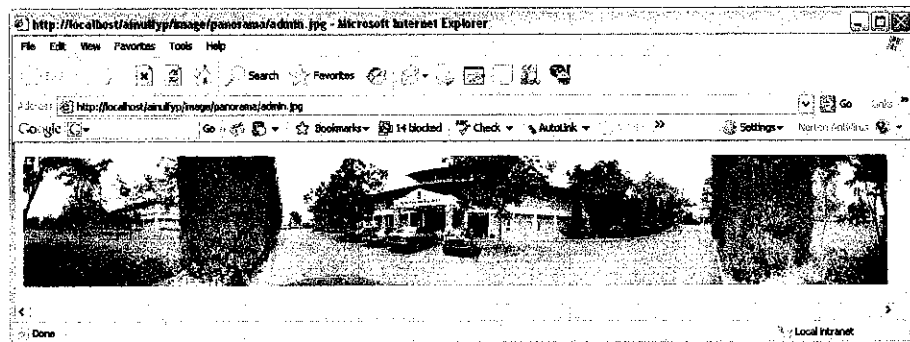 http://localhost/ainulfyp/image/panorama/admin.jpg - Microsoft Internet Explorer
File Edit View Favorites Tools Help
Search Favorites
Address http://localhost/ainulfyp/image/panorama/admin.jpg Go Links »
Google Go Bookmarks 14 blocked Check AutoLink » Settings Norton AntiVirus
Done Local intranet